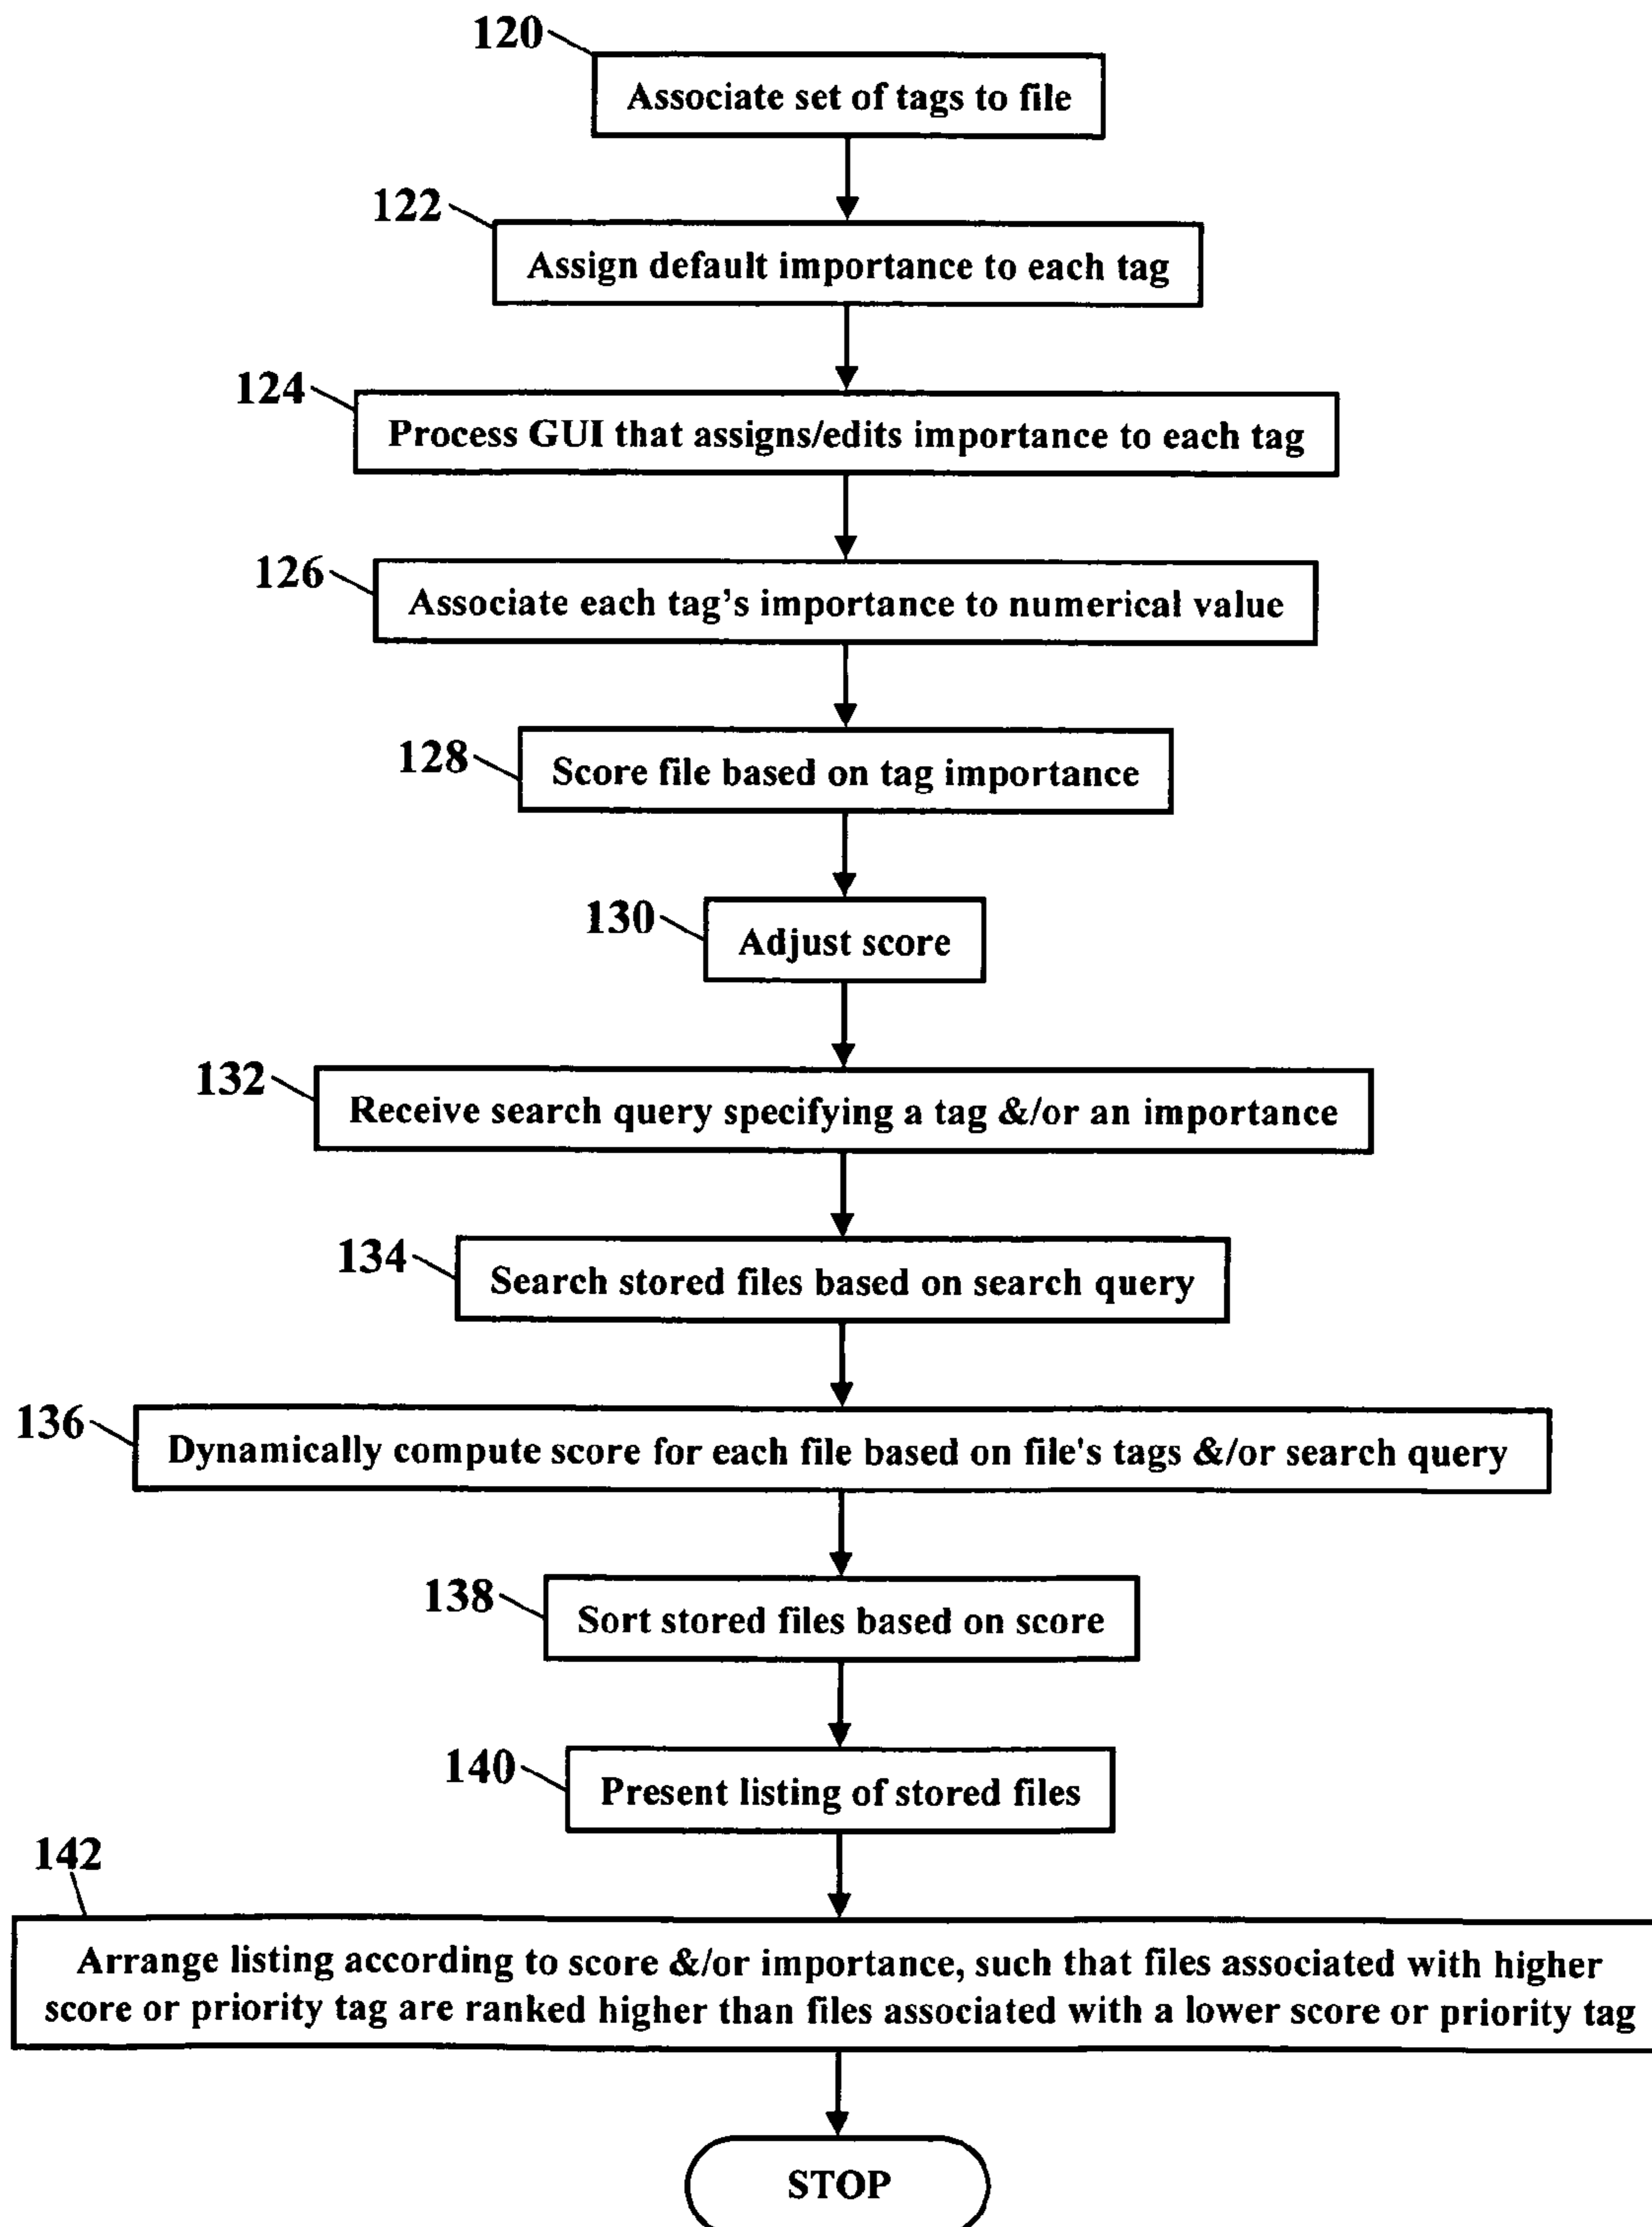 120
Associate set of tags to file
122
Assign default importance to each tag
124
Process GUI that assigns/edits importance to each tag
126
Associate each tag's importance to numerical value
128
Score file based on tag importance
130
Adjust score
132
Receive search query specifying a tag &/or an importance
134
Search stored files based on search query
136
Dynamically compute score for each file based on file's tags &/or search query
138
Sort stored files based on score
140
Present listing of stored files
142
Arrange listing according to score &/or importance, such that files associated with higher
score or priority tag are ranked higher than files associated with a lower score or priority tag
STOP